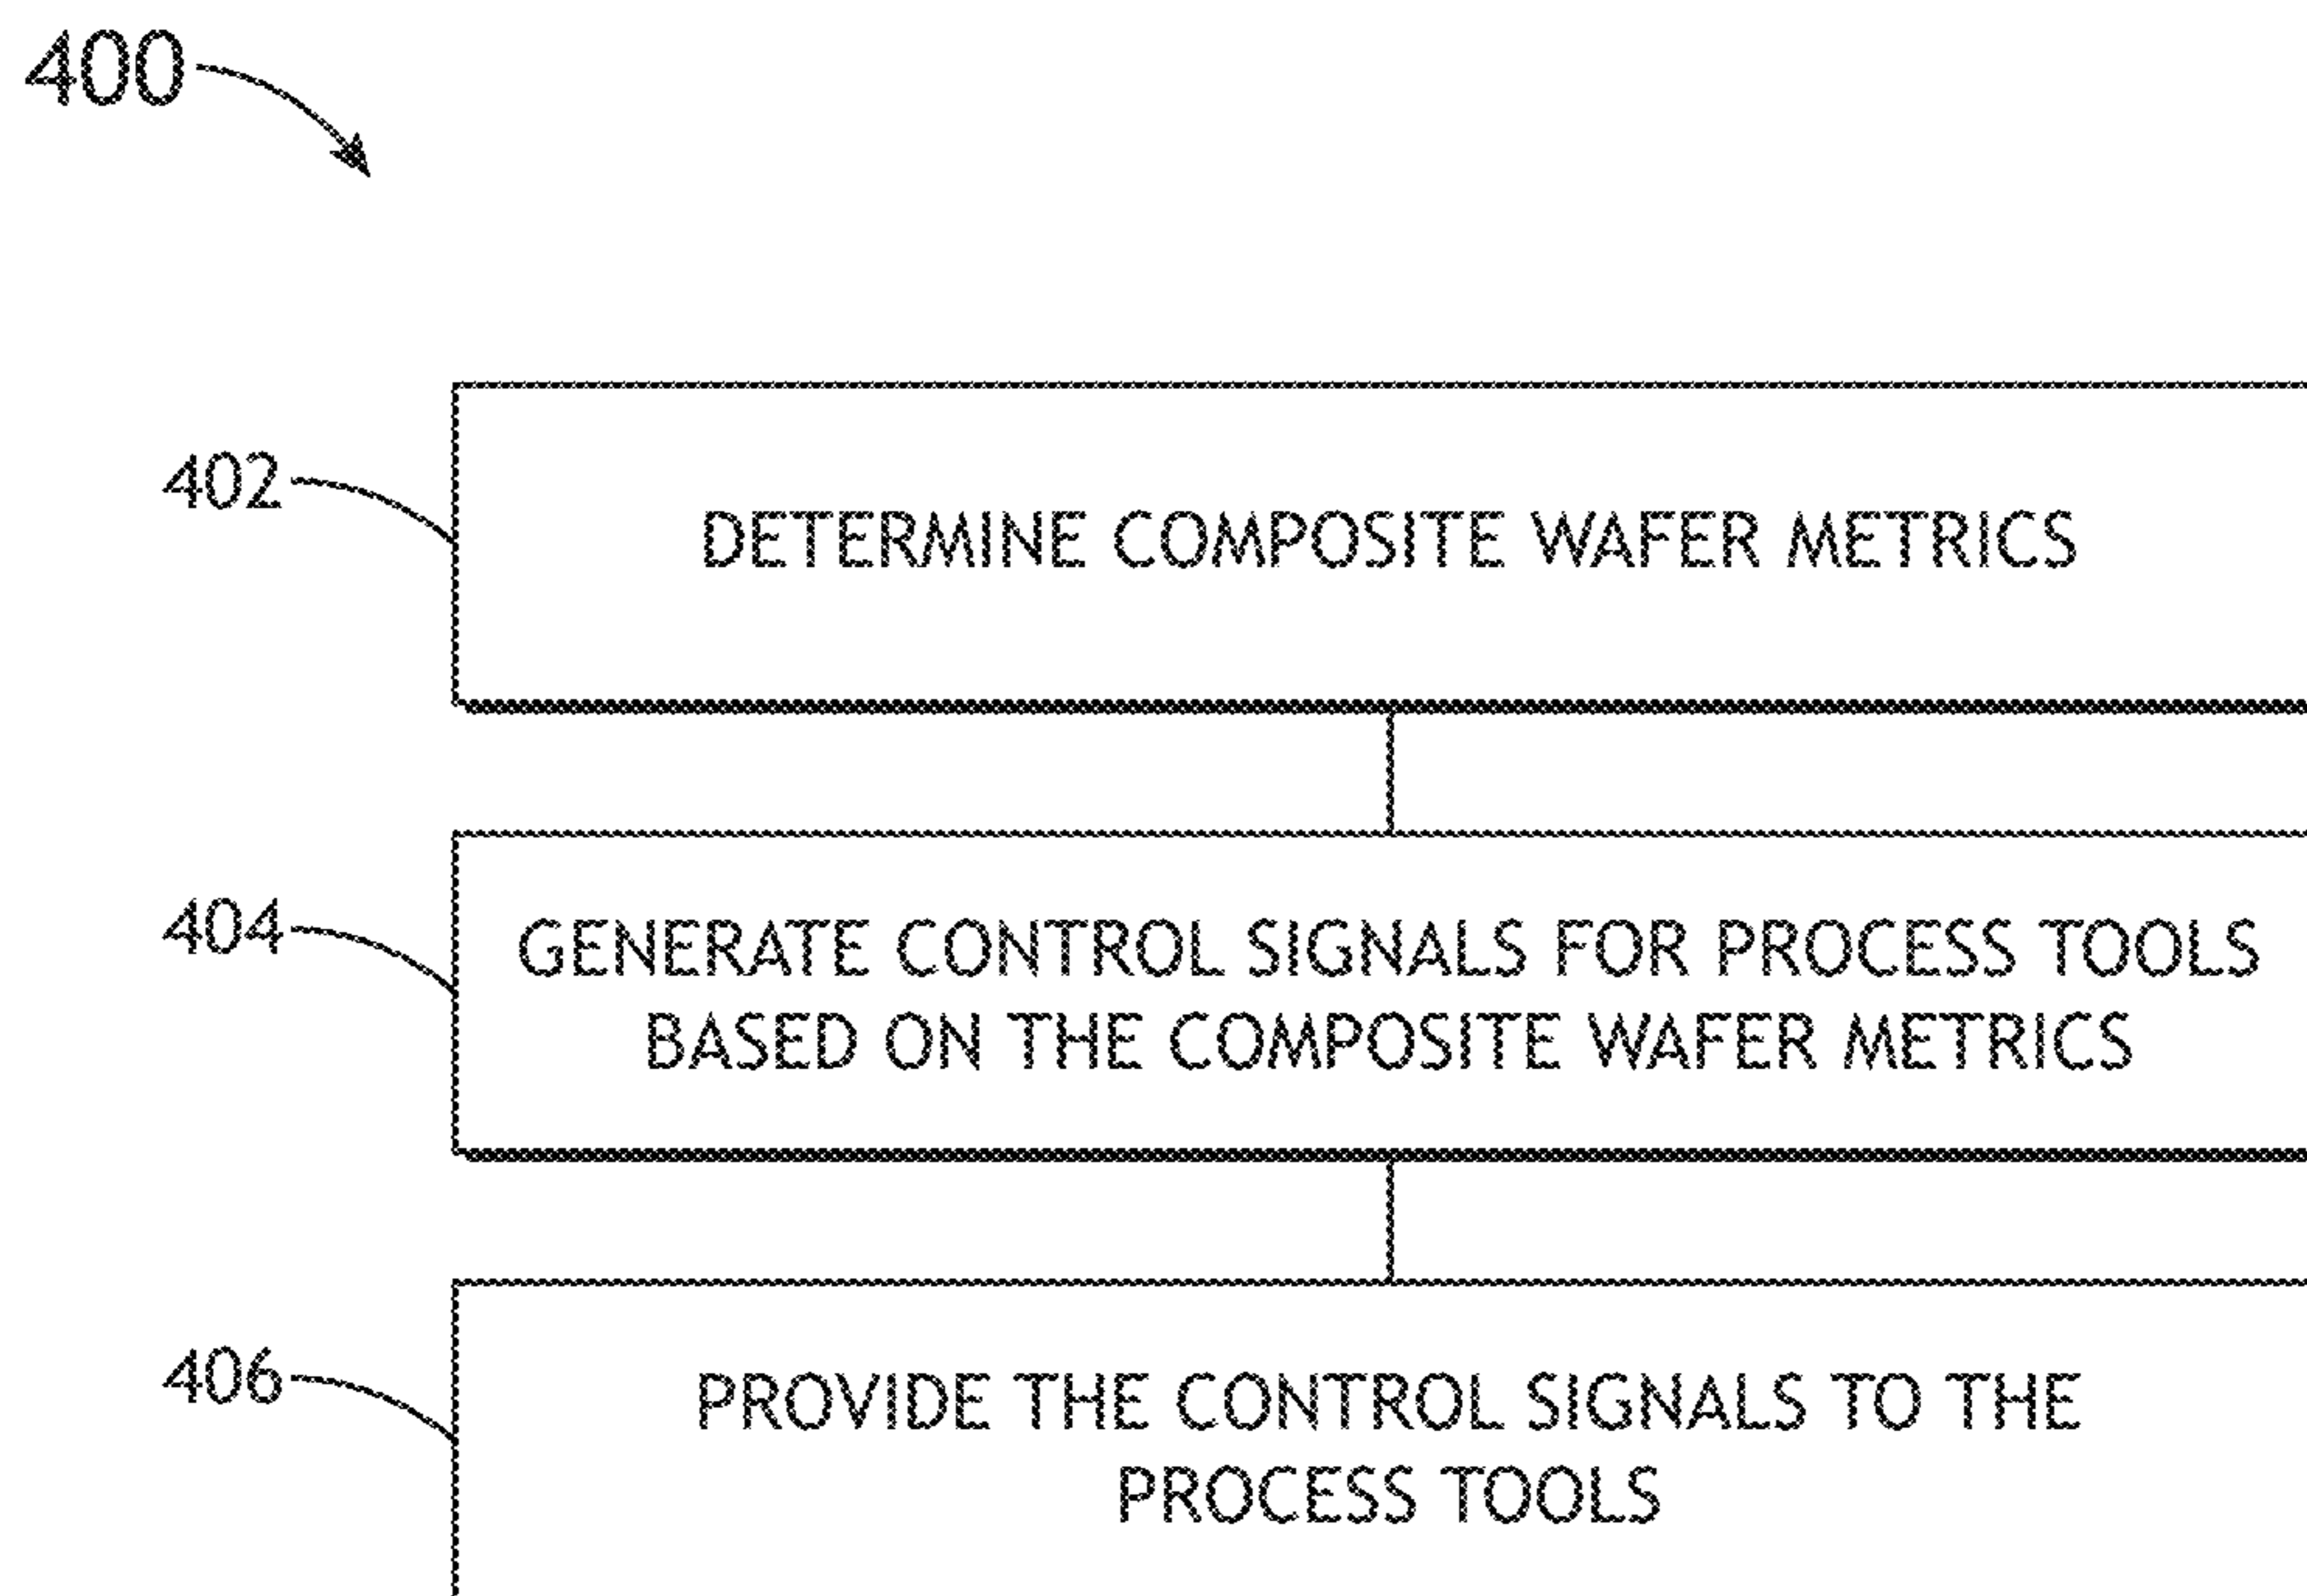 400
402
DETERMINE COMPOSITE WAFER METRICS
404
GENERATE CONTROL SIGNALS FOR PROCESS TOOLS
BASED ON THE COMPOSITE WAFER METRICS
406
PROVIDE THE CONTROL SIGNALS TO THE
PROCESS TOOLS